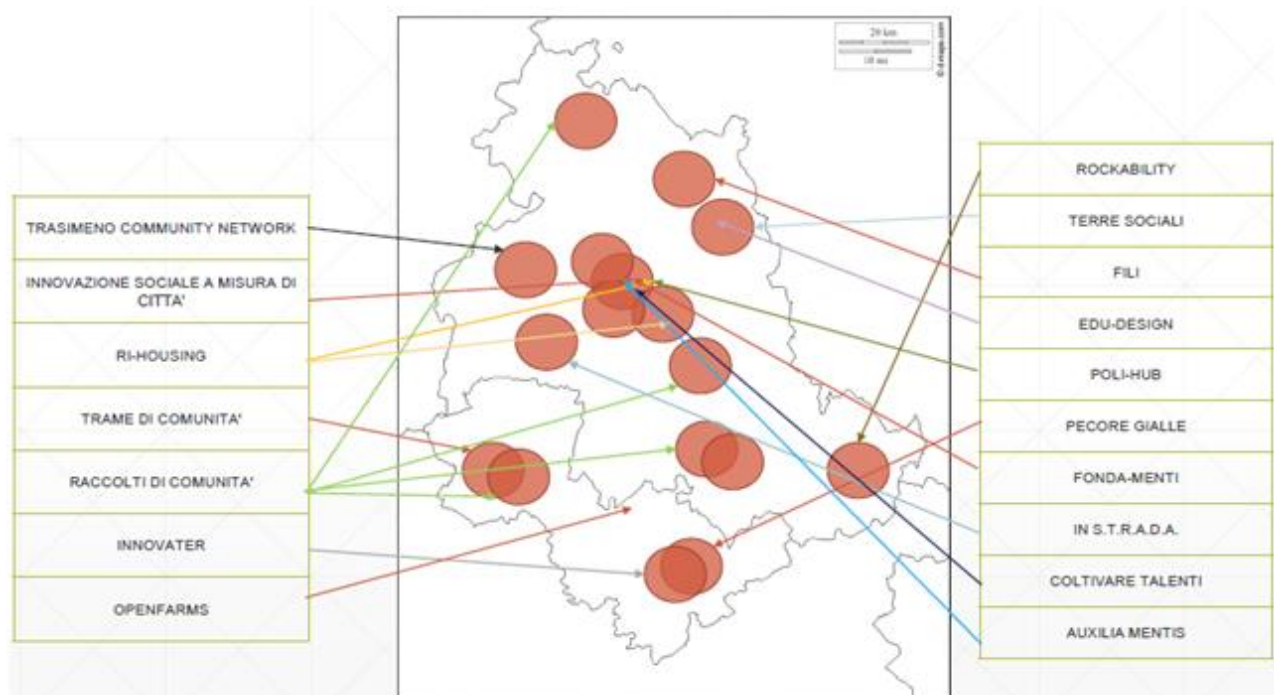 20 km
10 mi
© d-maps.com
TRASIMENO COMMUNITY NETWORK
INNOVAZIONE SOCIALE A MISURA DI
CITTA'
RI-HOUSING
TRAME DI COMUNITA'
RACCOLTI DI COMUNITA'
INNOVATER
OPENFARMS
ROCKABILITY
TERRE SOCIALI
FILI
EDU-DESIGN
POLI-HUB
PECORE GIALLE
FONDA-MENTI
IN S.T.R.A.D.A.
COLTIVARE TALENTI
AUXILIA MENTIS